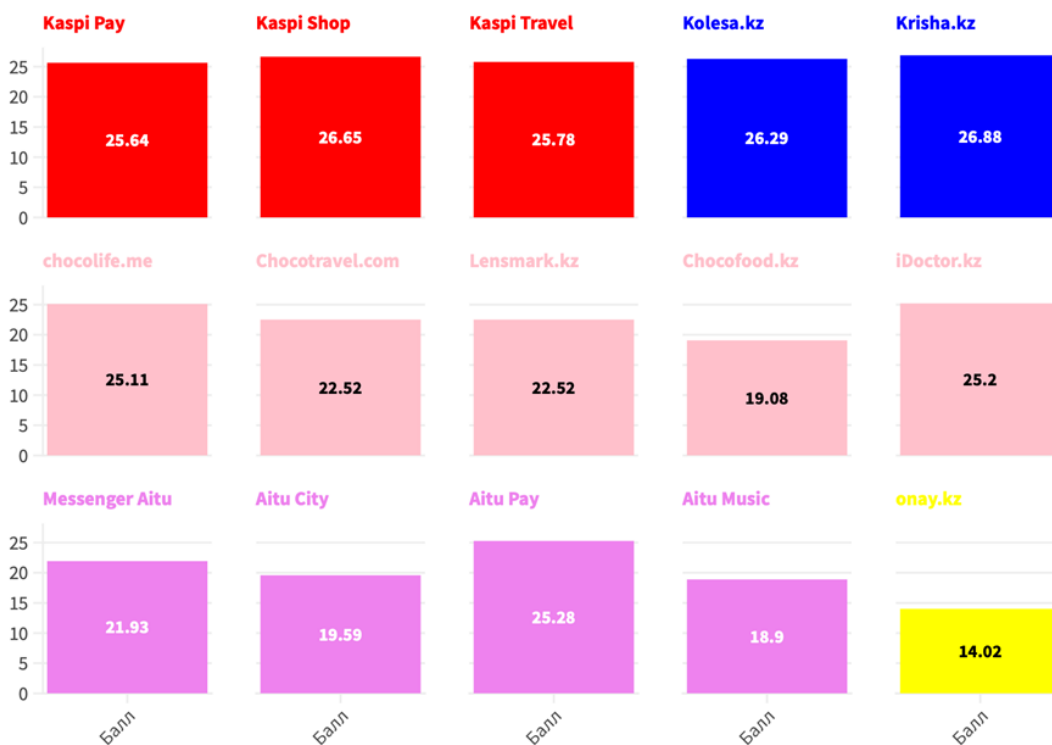 Kaspi Pay Kaspi Shop Kaspi Travel Kolesa.kz Krisha.kz
25
20
15
10
5
0
25.64 26.65 25.78 26.29 26.88
chocolife.me Chocotravel.com Lensmark.kz Chocofood.kz iDoctor.kz
25
20
15
10
5
0
25.11 22.52 22.52 19.08 25.2
Messenger Aitu Aitu City Aitu Pay Aitu Music onay.kz
25
20
15
10
5
0
21.93 19.59 25.28 18.9 14.02
Балл Балл Балл Балл Балл